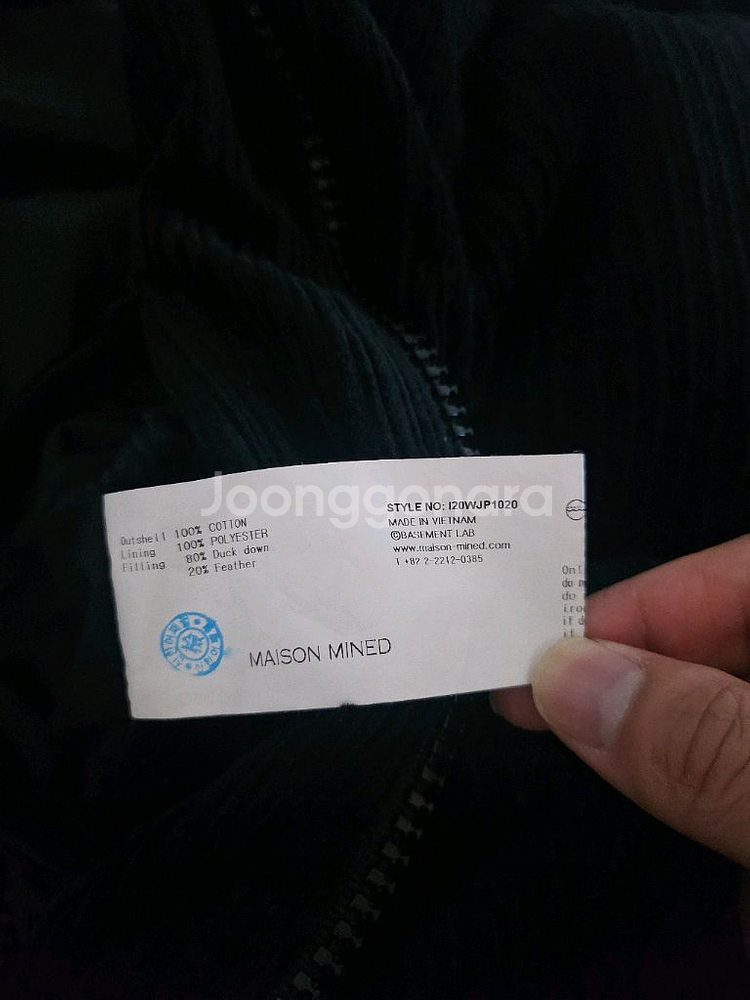 Joonggonara
Outshell 100% COTTON
Lining 100% POLYESTER
Filling 80% Duck down
20% Feather
STYLE NO: I20WJP1020
MADE IN VIETNAM
©BASEMENT LAB
www.maison-mined.com
T +82 2-2212-0385
MAISON MINED